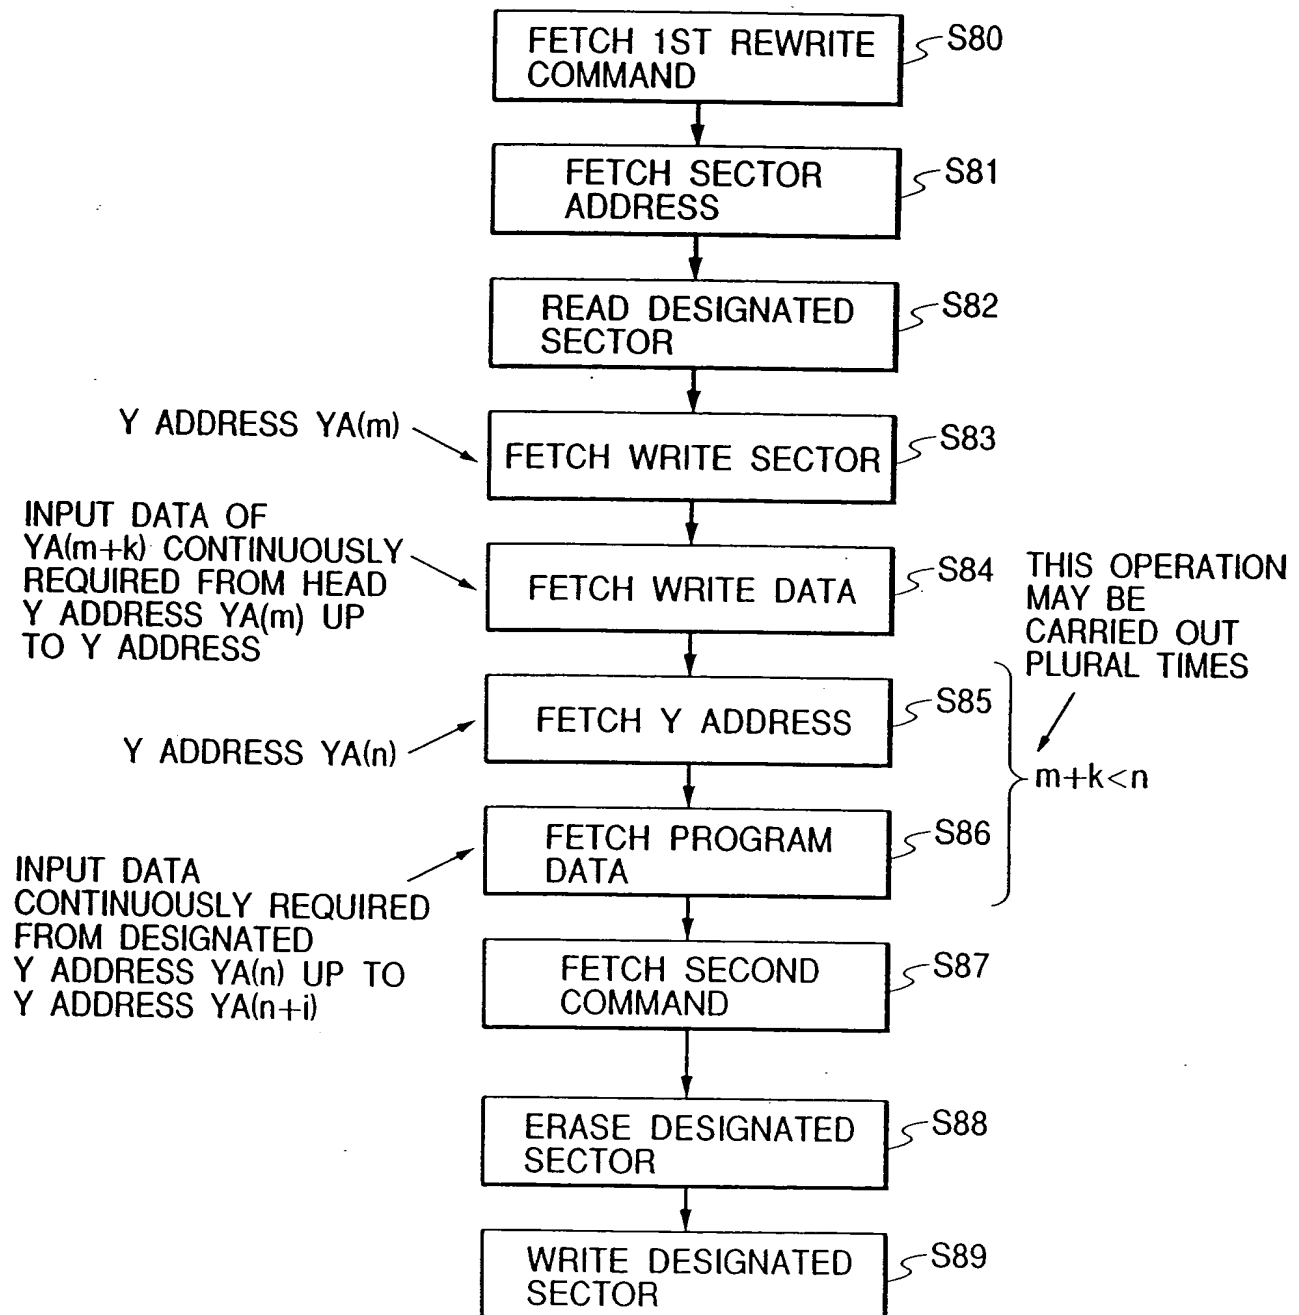 FETCH 1ST REWRITE
COMMAND
S80
FETCH SECTOR
ADDRESS
S81
READ DESIGNATED
SECTOR
S82
Y ADDRESS YA(m)
FETCH WRITE SECTOR
S83
INPUT DATA OF
YA(m+k) CONTINUOUSLY
REQUIRED FROM HEAD
Y ADDRESS YA(m) UP
TO Y ADDRESS
FETCH WRITE DATA
S84
THIS OPERATION
MAY BE
CARRIED OUT
PLURAL TIMES
Y ADDRESS YA(n)
FETCH Y ADDRESS
S85
m+k<n
INPUT DATA
CONTINUOUSLY REQUIRED
FROM DESIGNATED
Y ADDRESS YA(n) UP TO
Y ADDRESS YA(n+i)
FETCH PROGRAM
DATA
S86
FETCH SECOND
COMMAND
S87
ERASE DESIGNATED
SECTOR
S88
WRITE DESIGNATED
SECTOR
S89